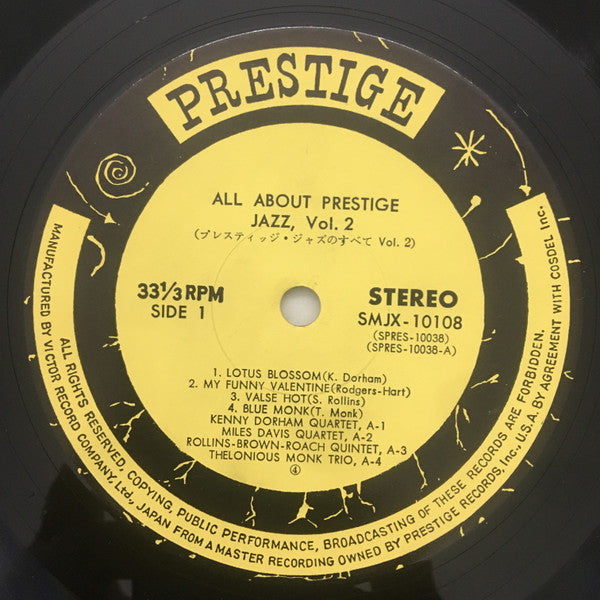 PRESTIGE
ALL ABOUT PRESTIGE
JAZZ, Vol. 2
(プレスティッジ・ジャズのすべて Vol. 2)
33⅓ RPM
SIDE 1
STEREO
SMJX-10108
(SPRES-10038)
(SPRES-10038-A)
1. LOTUS BLOSSOM(K. Dorham)
2. MY FUNNY VALENTINE(Rodgers-Hart)
3. VALSE HOT(S. Rollins)
4. BLUE MONK(T. Monk)
KENNY DORHAM QUARTET, A-1
MILES DAVIS QUARTET, A-2
ROLLINS-BROWN-ROACH QUINTET, A-3
THELONIOUS MONK TRIO, A-4
④
ALL RIGHTS RESERVED, COPYING, PUBLIC PERFORMANCE, BROADCASTING OF THESE RECORDS ARE FORBIDDEN.
MANUFACTURED BY VICTOR RECORD COMPANY, Ltd., JAPAN FROM A MASTER RECORDING OWNED BY PRESTIGE RECORDS, Inc., U.S.A. BY AGREEMENT WITH COSDEL Inc.